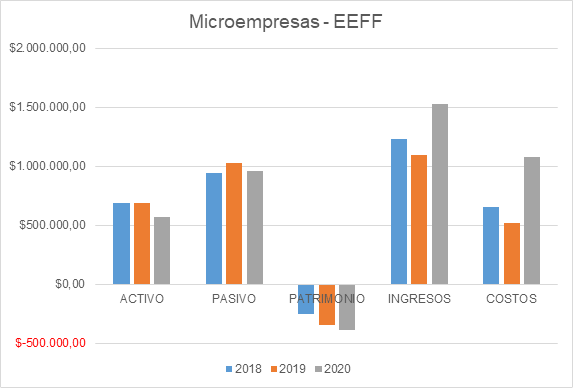 Microempresas - EEFF
$2.000.000,00
$1.500.000,00
$1.000.000,00
$500.000,00
$0,00
$-500.000,00
ACTIVO PASIVO PATRIMONIO INGRESOS COSTOS
2018 2019 2020